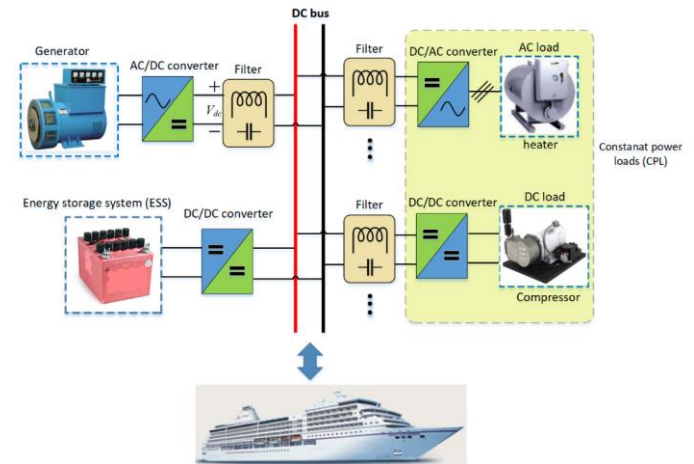 DC bus
Generator
AC/DC converter
Filter
+
V_dc
−
Filter
DC/AC converter
AC load
heater
Constanat power
loads (CPL)
Energy storage system (ESS)
DC/DC converter
Filter
DC/DC converter
DC load
Compressor